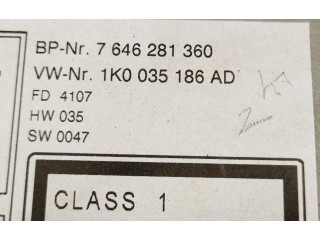 BP-Nr. 7 646 281 360
VW-Nr. 1K0 035 186 AD
FD 4107
HW 035
SW 0047
CLASS 1